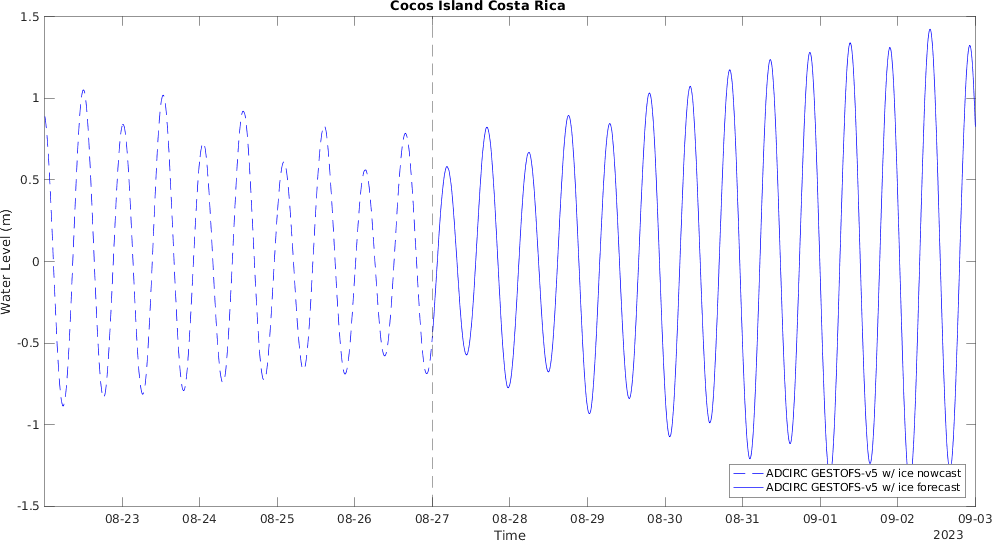 Cocos Island Costa Rica
1.5
1
0.5
0
-0.5
-1
-1.5
Water Level (m)
ADCIRC GESTOFS-v5 w/ ice nowcast
ADCIRC GESTOFS-v5 w/ ice forecast
08-23 08-24 08-25 08-26 08-27 08-28 08-29 08-30 08-31 09-01 09-02 09-03
Time
2023